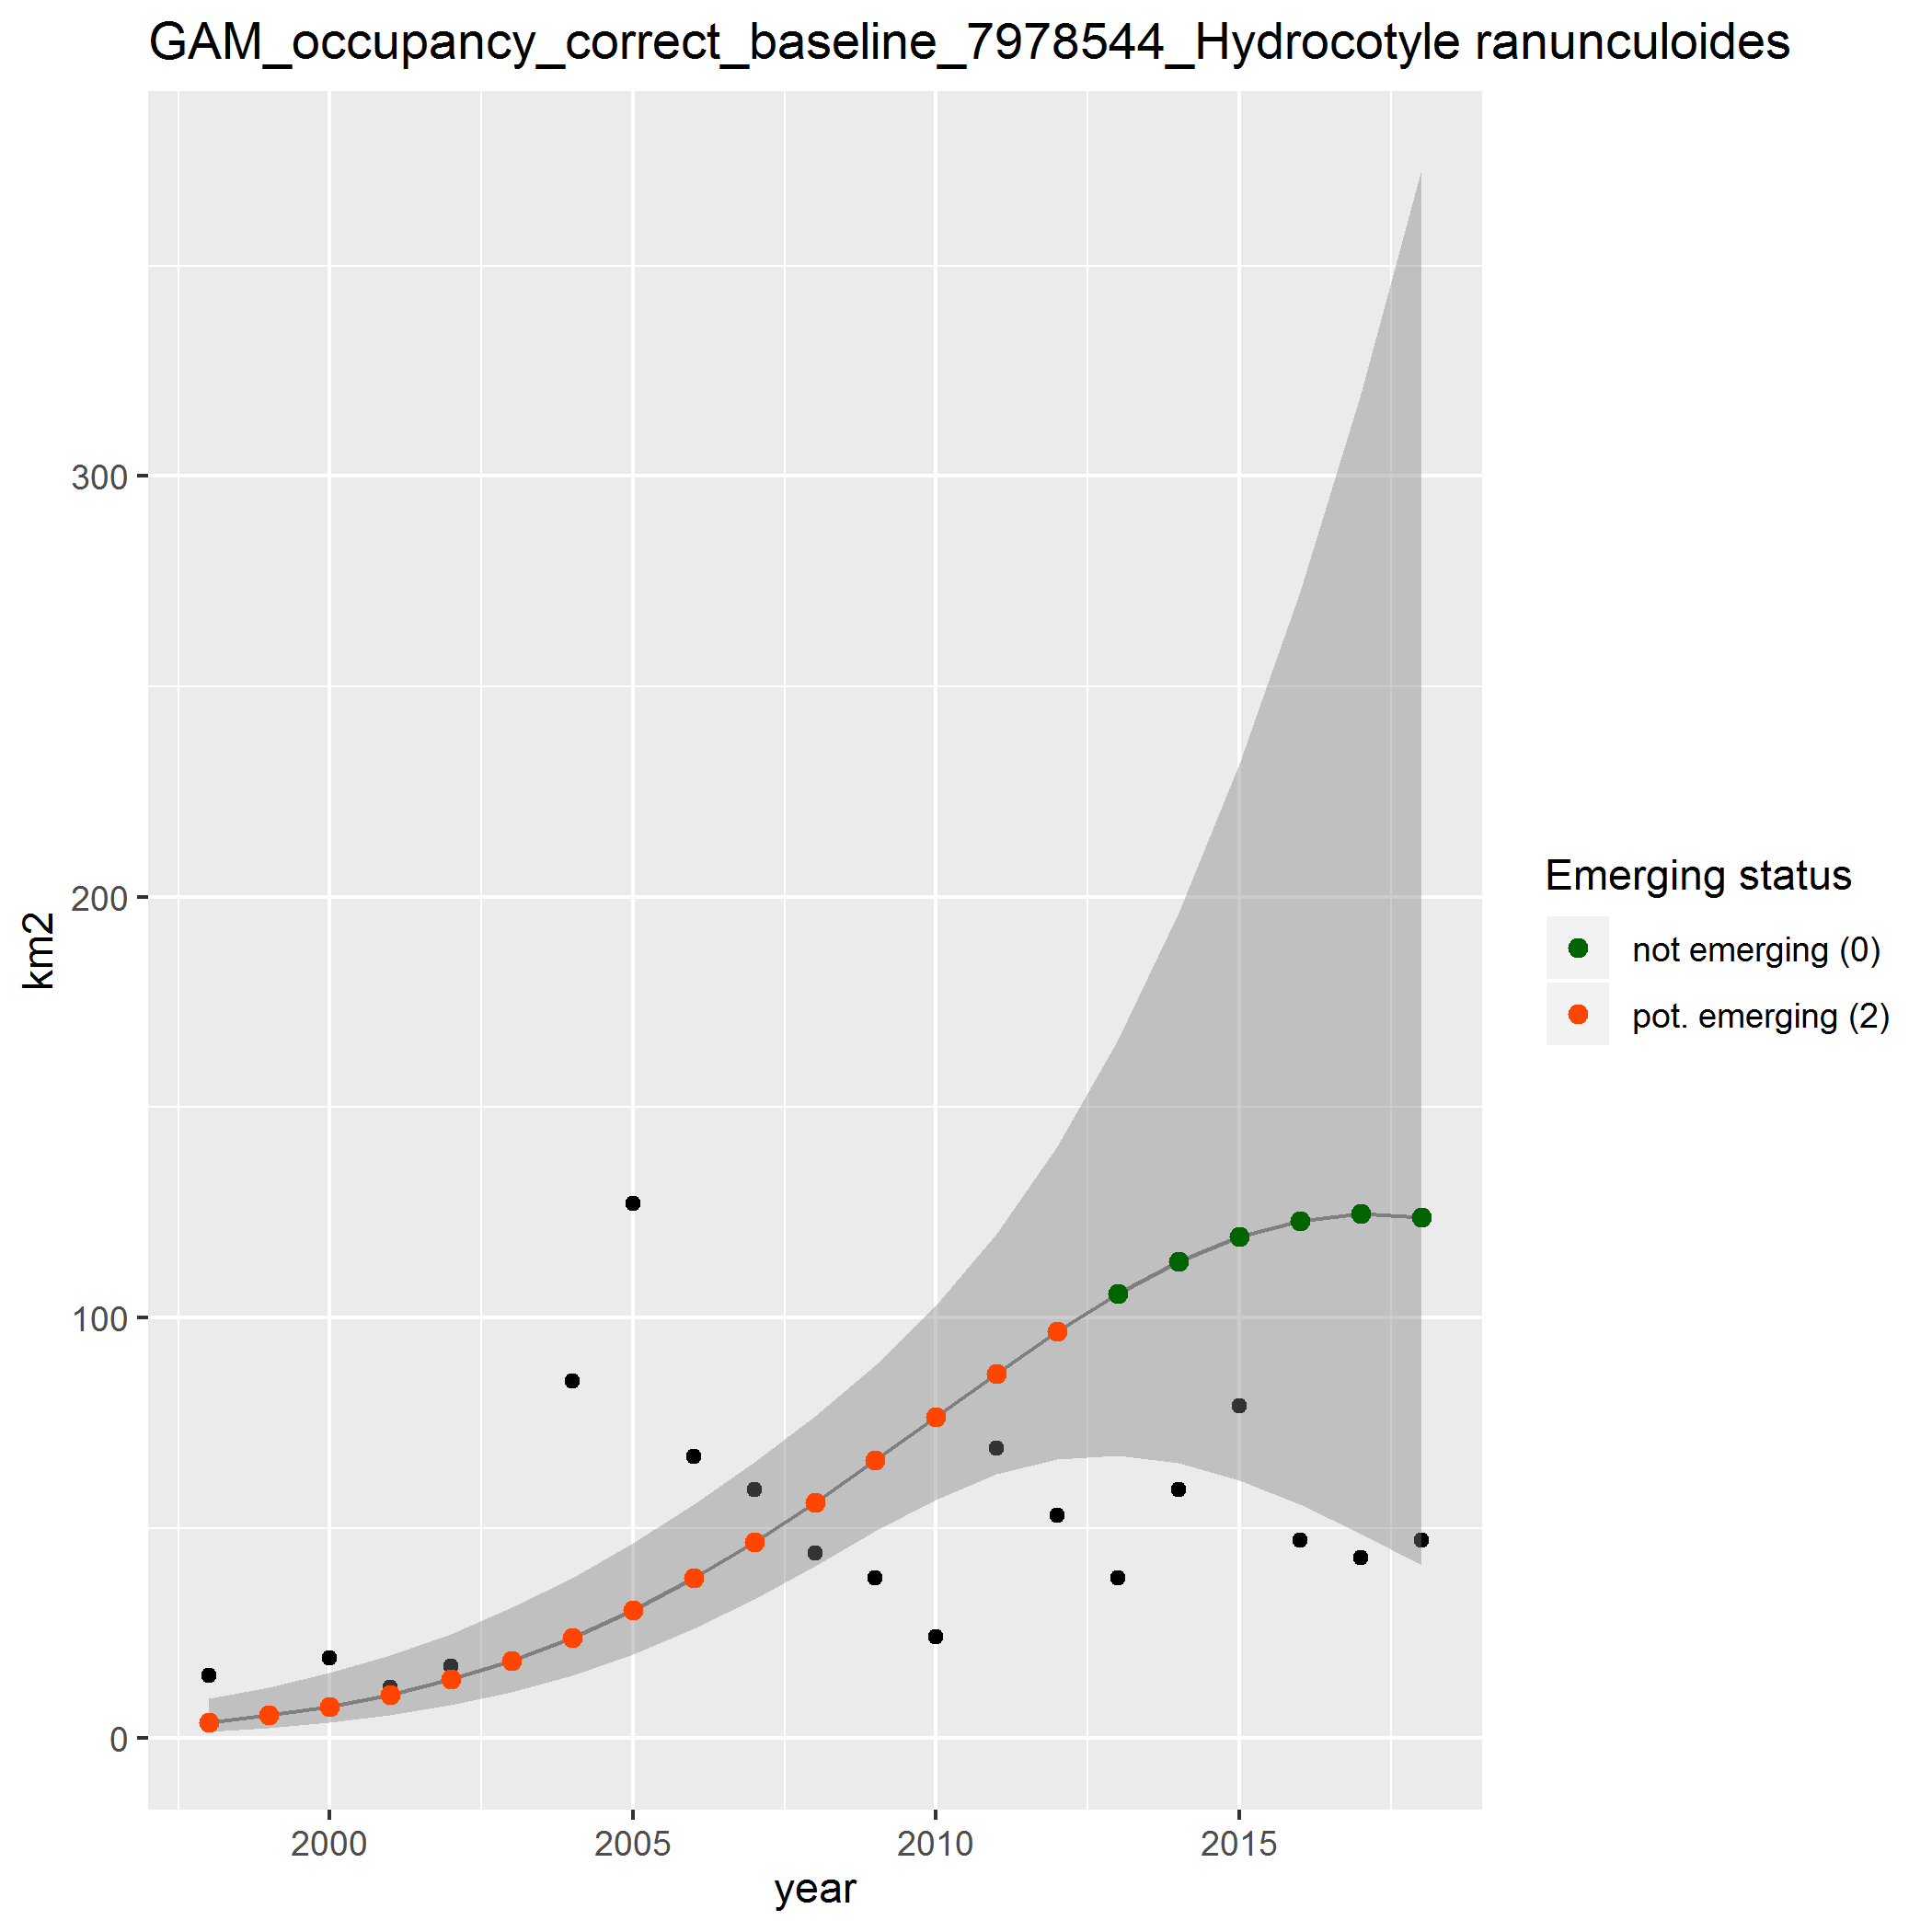 GAM_occupancy_correct_baseline_7978544_Hydrocotyle ranunculoides
300
200
100
0
km2
2000 2005 2010 2015
year
Emerging status
not emerging (0)
pot. emerging (2)